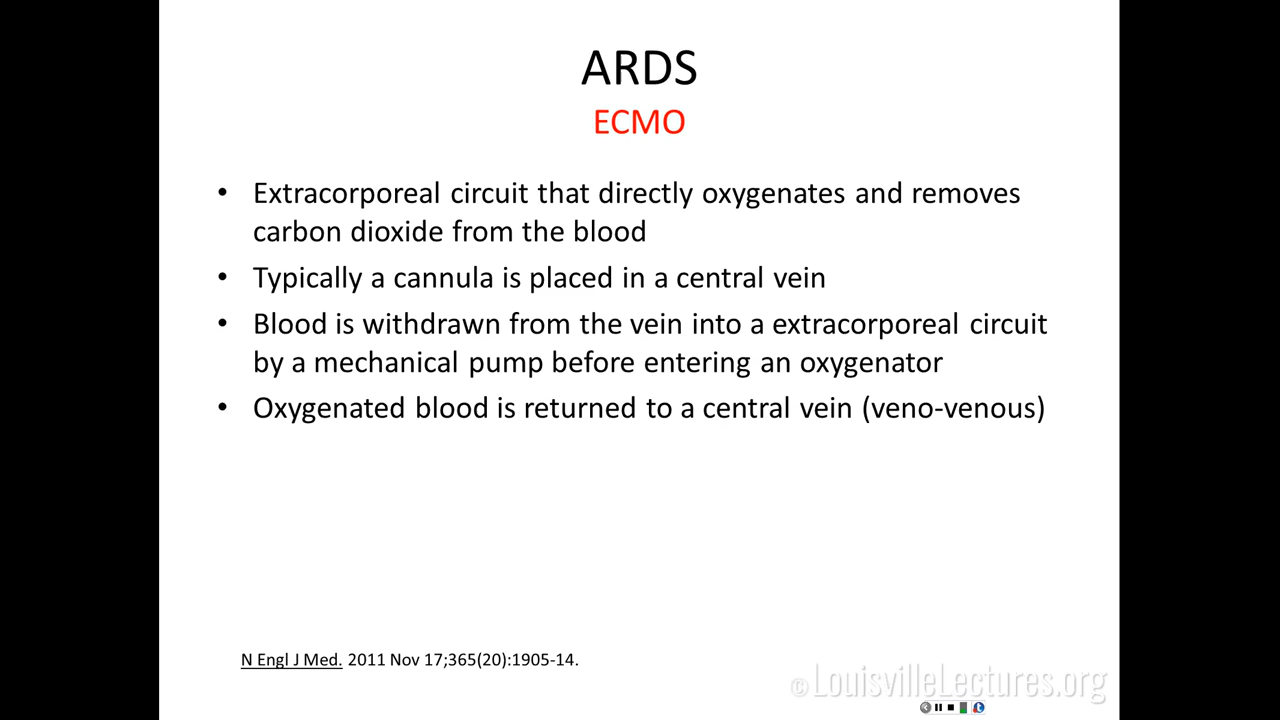 ARDS
ECMO
• Extracorporeal circuit that directly oxygenates and removes
carbon dioxide from the blood
• Typically a cannula is placed in a central vein
• Blood is withdrawn from the vein into a extracorporeal circuit
by a mechanical pump before entering an oxygenator
• Oxygenated blood is returned to a central vein (veno-venous)
N Engl J Med. 2011 Nov 17;365(20):1905-14.
©LouisvilleLectures.org